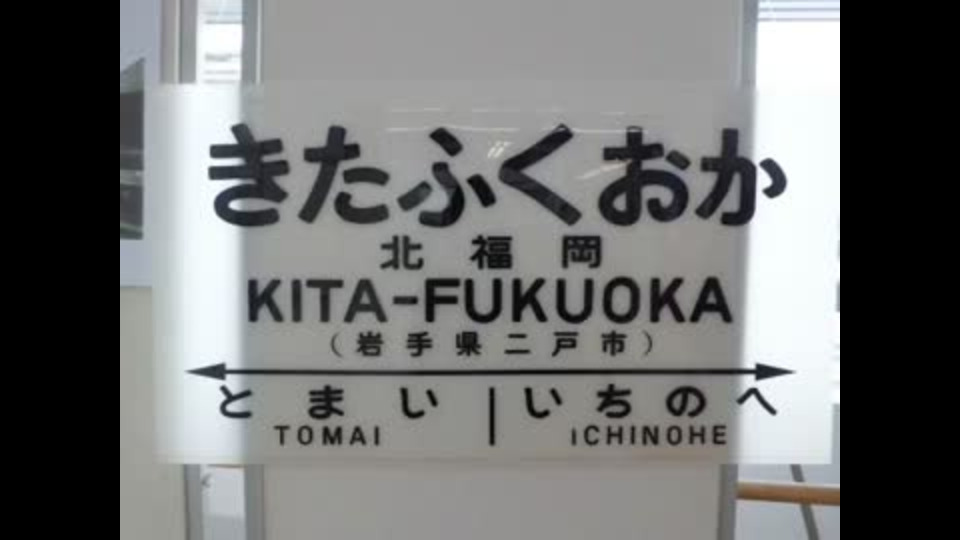 きたふくおか
北福岡
KITA-FUKUOKA
(岩手県二戸市)
とまい いちのへ
TOMAI ICHINOHE